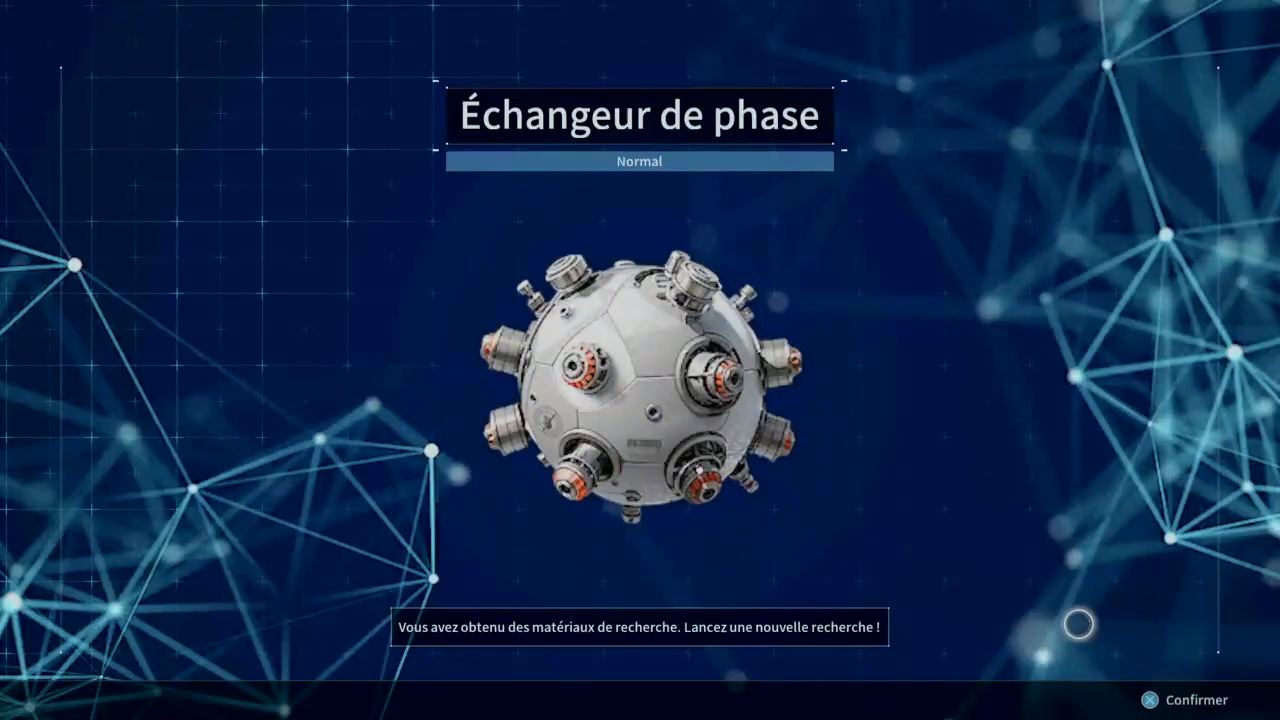 Échangeur de phase
Normal
Vous avez obtenu des matériaux de recherche. Lancez une nouvelle recherche !
Confirmer